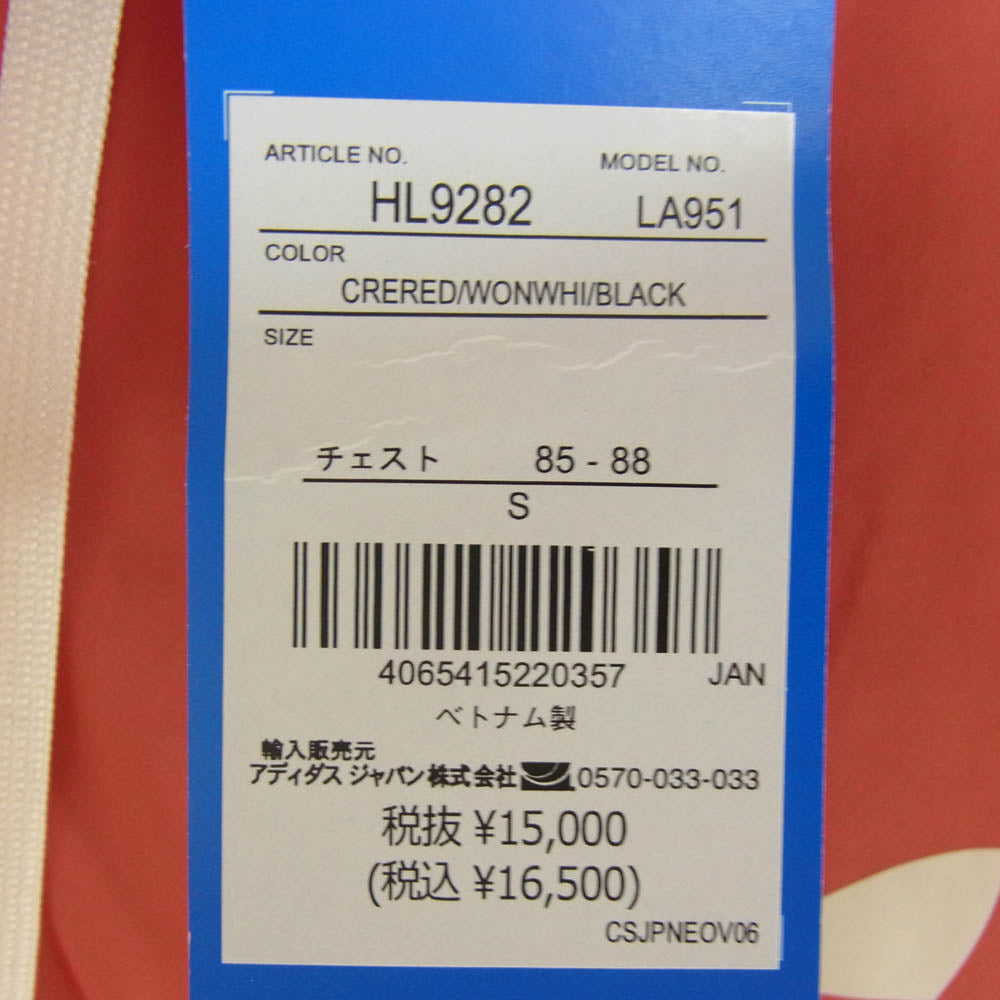 ARTICLE NO. MODEL NO.
HL9282 LA951
COLOR
CRERED/WONWHI/BLACK
SIZE
チェスト 85 - 88
S
4065415220357 JAN
ベトナム製
輸入販売元
アディダス ジャパン株式会社 0570-033-033
税抜 ¥15,000
(税込 ¥16,500)
CSJPNEOV06